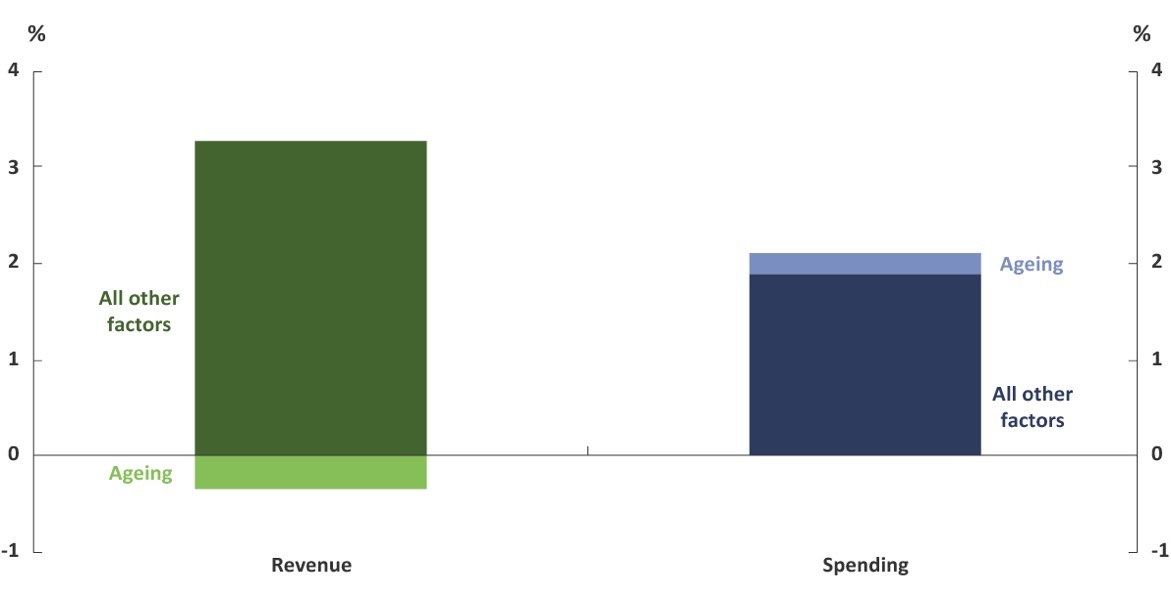 % %
4 4
3 3
2 2
Ageing
All other
factors
1 1
All other
factors
0 0
Ageing
-1 -1
Revenue Spending